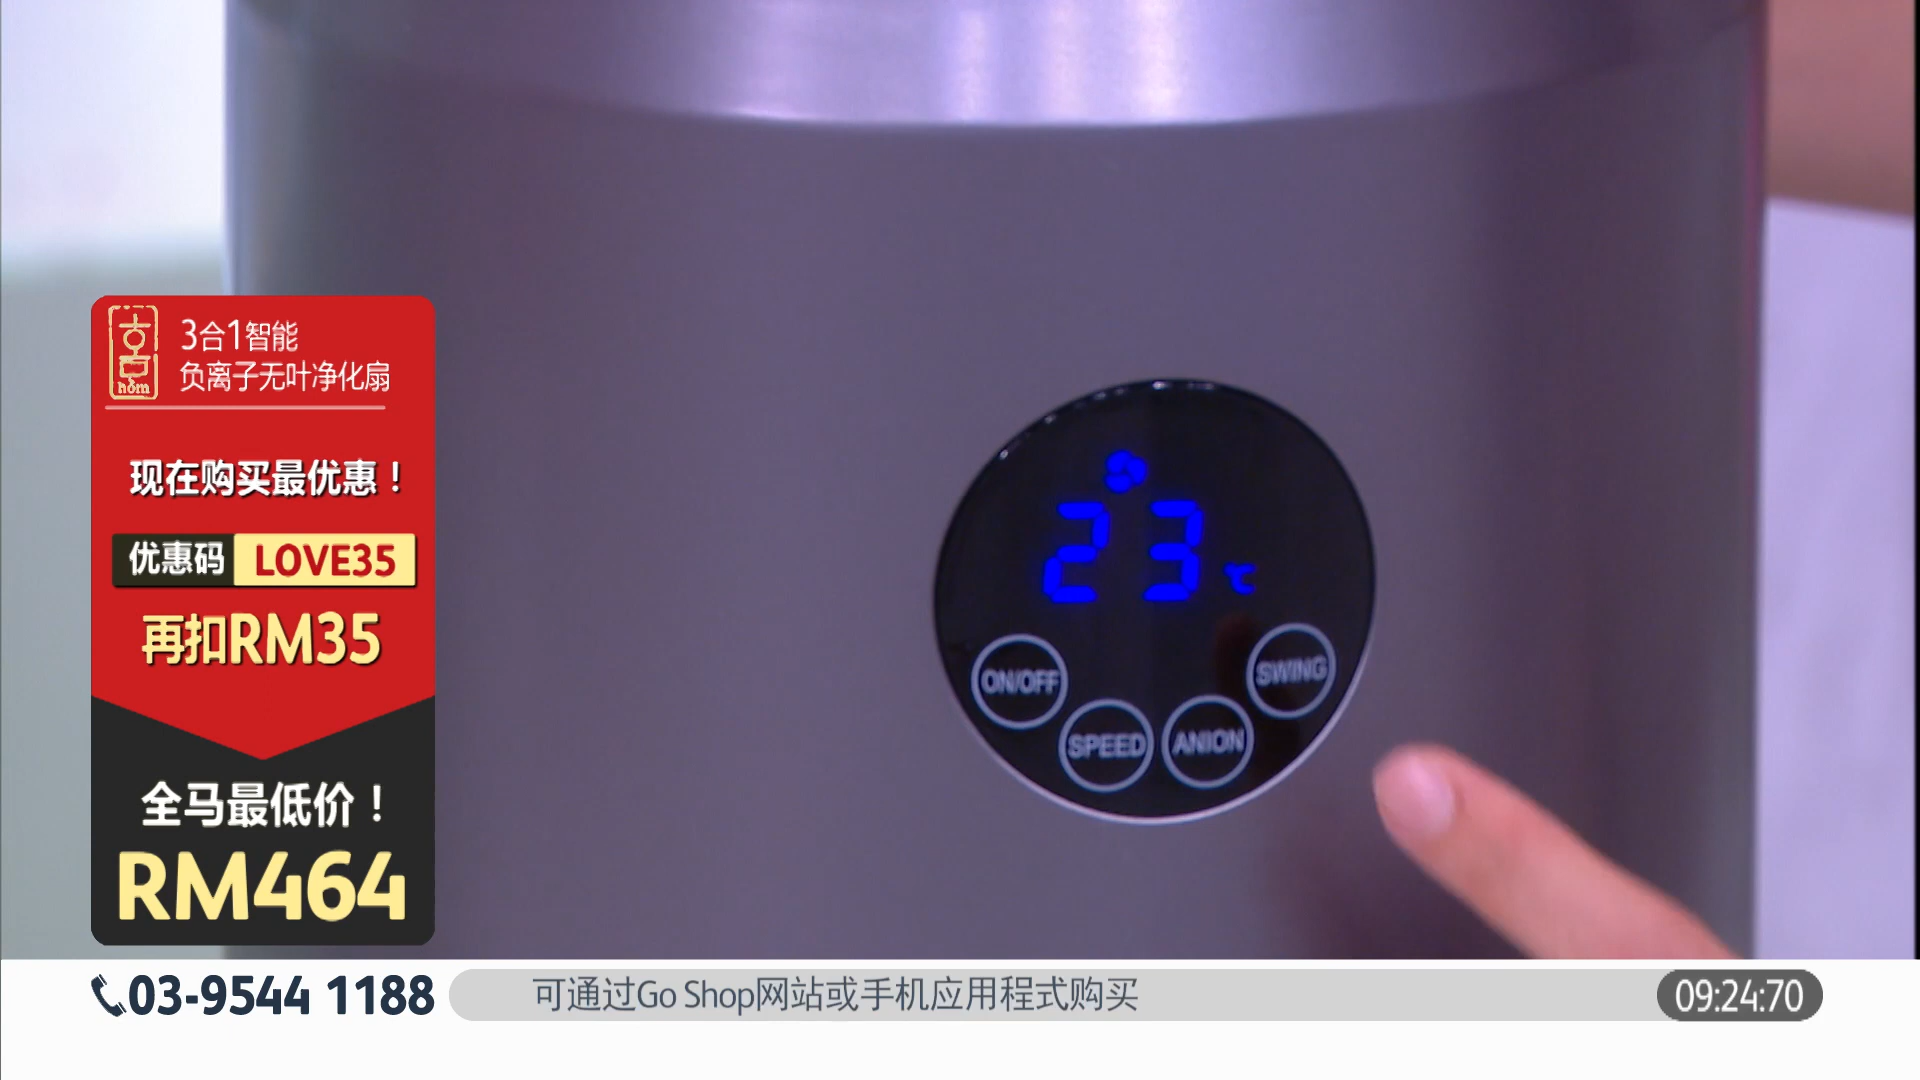 hom
3合1智能
负离子无叶净化扇
现在购买最优惠！
优惠码 LOVE35
再扣RM35
全马最低价！
RM464
23℃
ON/OFF
SPEED
ANION
SWING
03-9544 1188
可通过Go Shop网站或手机应用程式购买
09:24:70